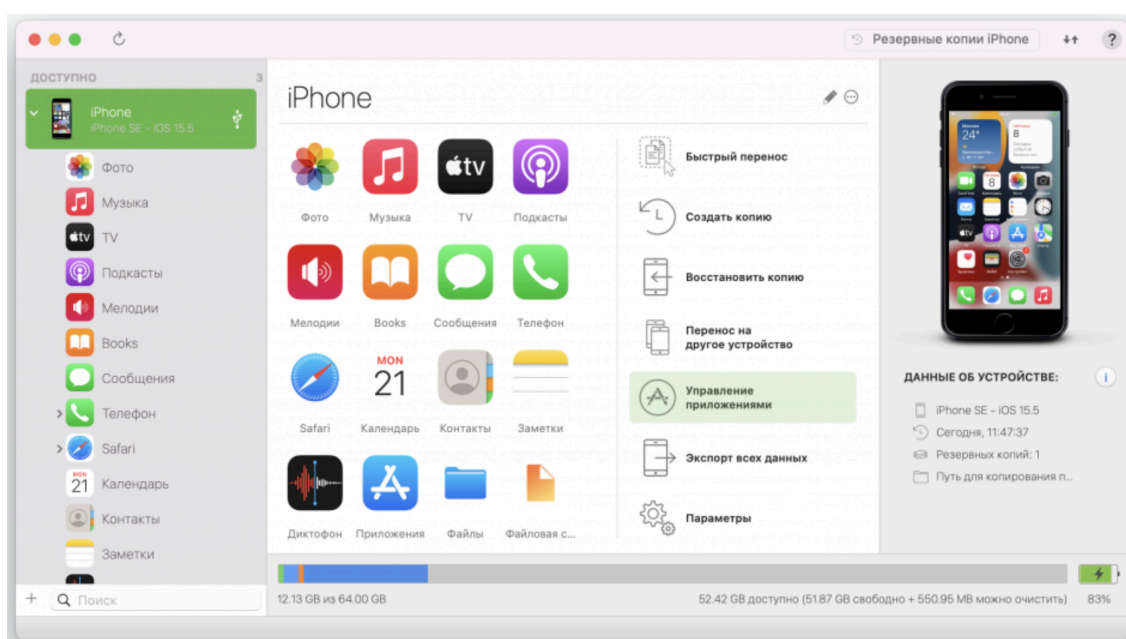 Резервные копии iPhone
?
ДОСТУПНО 3
iPhone
iPhone SE - iOS 15.5
Фото
Музыка
TV
Подкасты
Мелодии
Books
Сообщения
Телефон
Safari
Календарь
Контакты
Заметки
Поиск
iPhone
Фото Музыка TV Подкасты
Мелодии Books Сообщения Телефон
MON
21
Safari Календарь Контакты Заметки
Диктофон Приложения Файлы Файловая с...
Быстрый перенос
Создать копию
Восстановить копию
Перенос на
другое устройство
Управление
приложениями
Экспорт всех данных
Параметры
ДАННЫЕ ОБ УСТРОЙСТВЕ:
iPhone SE - iOS 15.5
Сегодня, 11:47:37
Резервных копий: 1
Путь для копирования п...
12.13 GB из 64.00 GB
52.42 GB доступно (51.87 GB свободно + 550.95 MB можно очистить)
83%